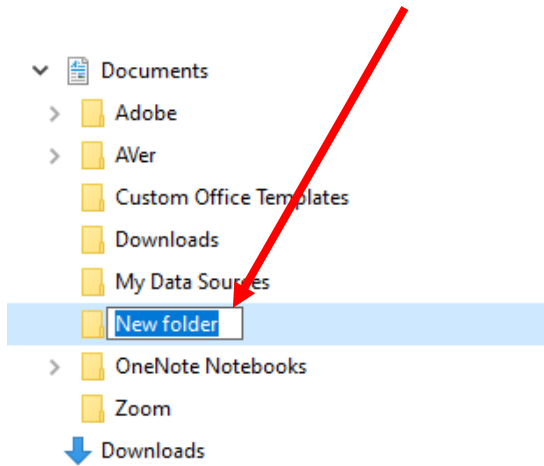 Documents
Adobe
AVer
Custom Office Templates
Downloads
My Data Sources
New folder
OneNote Notebooks
Zoom
Downloads